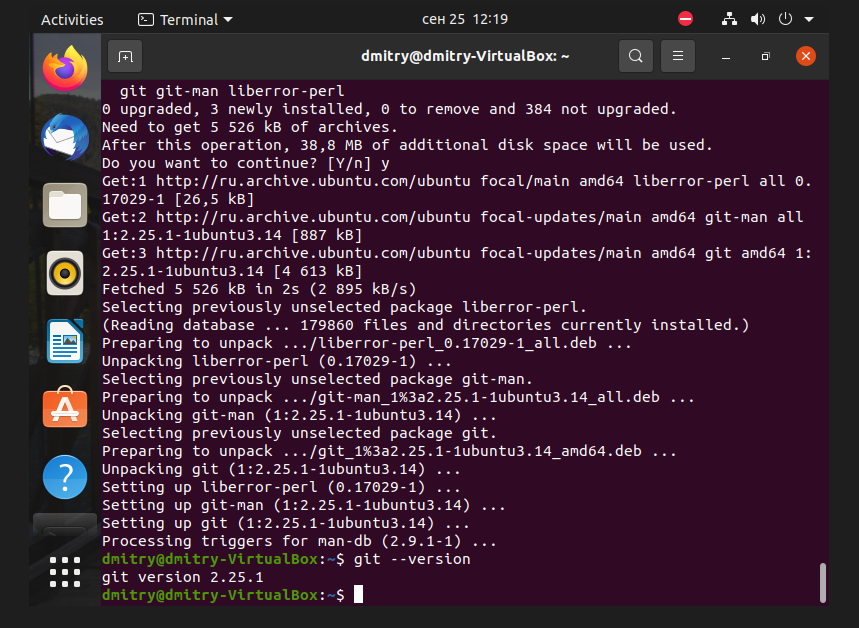 Activities Terminal сен 25 12:19
dmitry@dmitry-VirtualBox: ~
git git-man liberror-perl
0 upgraded, 3 newly installed, 0 to remove and 384 not upgraded.
Need to get 5 526 kB of archives.
After this operation, 38,8 MB of additional disk space will be used.
Do you want to continue? [Y/n] y
Get:1 http://ru.archive.ubuntu.com/ubuntu focal/main amd64 liberror-perl all 0.
17029-1 [26,5 kB]
Get:2 http://ru.archive.ubuntu.com/ubuntu focal-updates/main amd64 git-man all
1:2.25.1-1ubuntu3.14 [887 kB]
Get:3 http://ru.archive.ubuntu.com/ubuntu focal-updates/main amd64 git amd64 1:
2.25.1-1ubuntu3.14 [4 613 kB]
Fetched 5 526 kB in 2s (2 895 kB/s)
Selecting previously unselected package liberror-perl.
(Reading database ... 179860 files and directories currently installed.)
Preparing to unpack .../liberror-perl_0.17029-1_all.deb ...
Unpacking liberror-perl (0.17029-1) ...
Selecting previously unselected package git-man.
Preparing to unpack .../git-man_1%3a2.25.1-1ubuntu3.14_all.deb ...
Unpacking git-man (1:2.25.1-1ubuntu3.14) ...
Selecting previously unselected package git.
Preparing to unpack .../git_1%3a2.25.1-1ubuntu3.14_amd64.deb ...
Unpacking git (1:2.25.1-1ubuntu3.14) ...
Setting up liberror-perl (0.17029-1) ...
Setting up git-man (1:2.25.1-1ubuntu3.14) ...
Setting up git (1:2.25.1-1ubuntu3.14) ...
Processing triggers for man-db (2.9.1-1) ...
dmitry@dmitry-VirtualBox:~$ git --version
git version 2.25.1
dmitry@dmitry-VirtualBox:~$